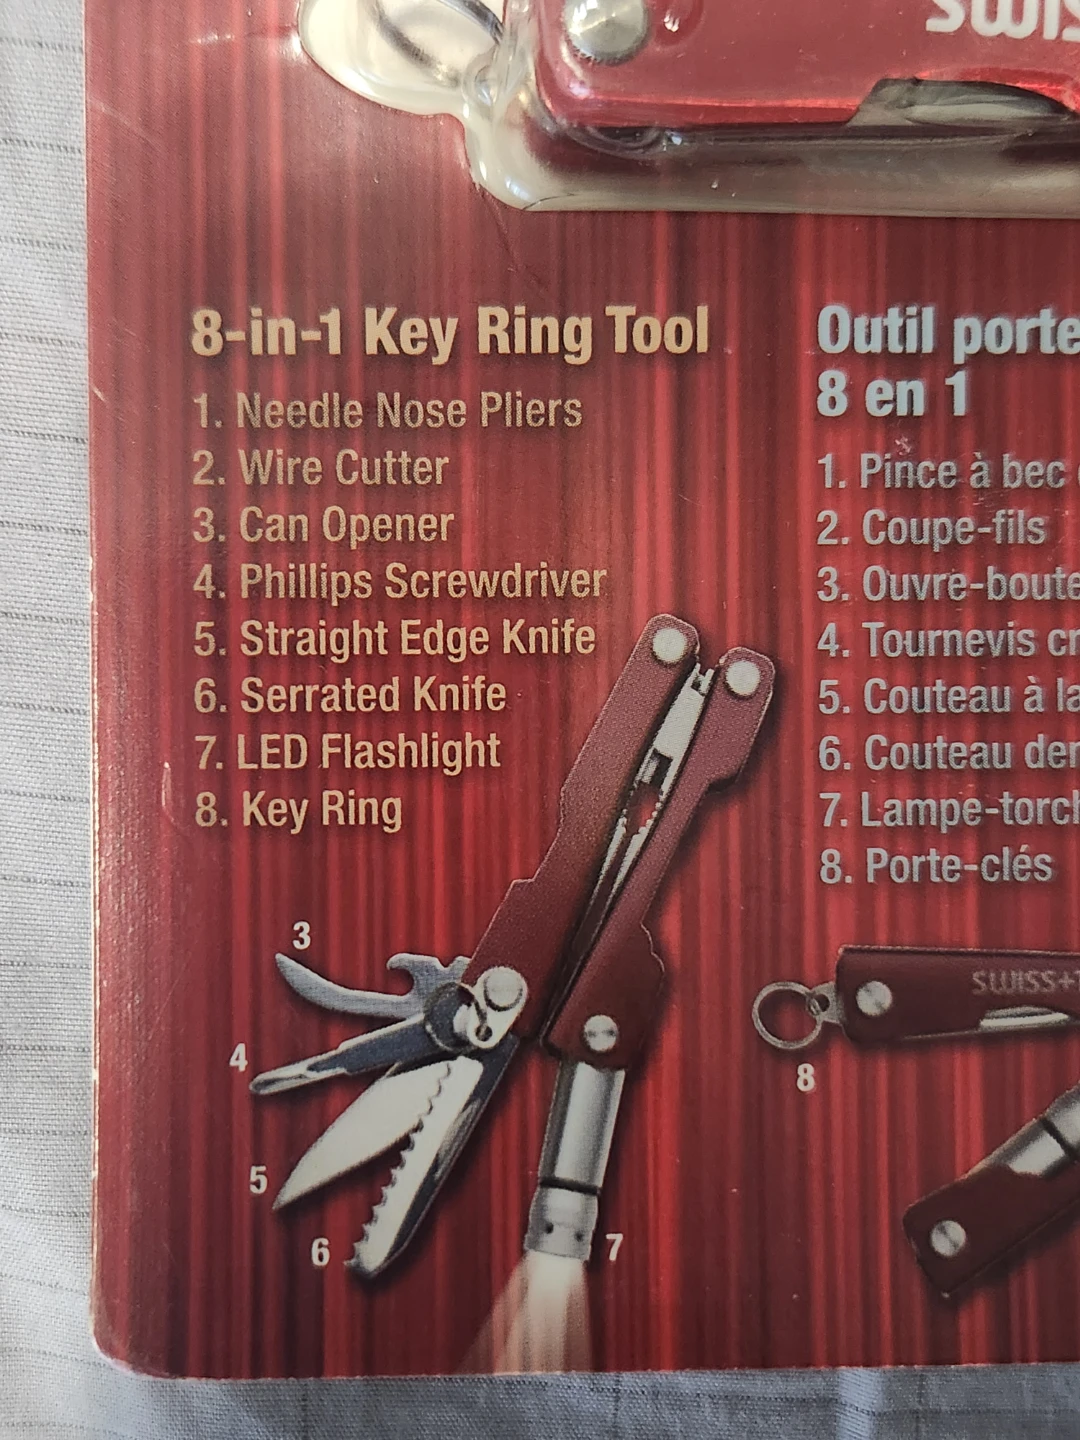 8-in-1 Key Ring Tool
1. Needle Nose Pliers
2. Wire Cutter
3. Can Opener
4. Phillips Screwdriver
5. Straight Edge Knife
6. Serrated Knife
7. LED Flashlight
8. Key Ring
Outil porte
8 en 1
1. Pince à bec
2. Coupe-fils
3. Ouvre-boute
4. Tournevis cr
5. Couteau à la
6. Couteau den
7. Lampe-torch
8. Porte-clés
3
4
5
6
7
SWISS+T
8